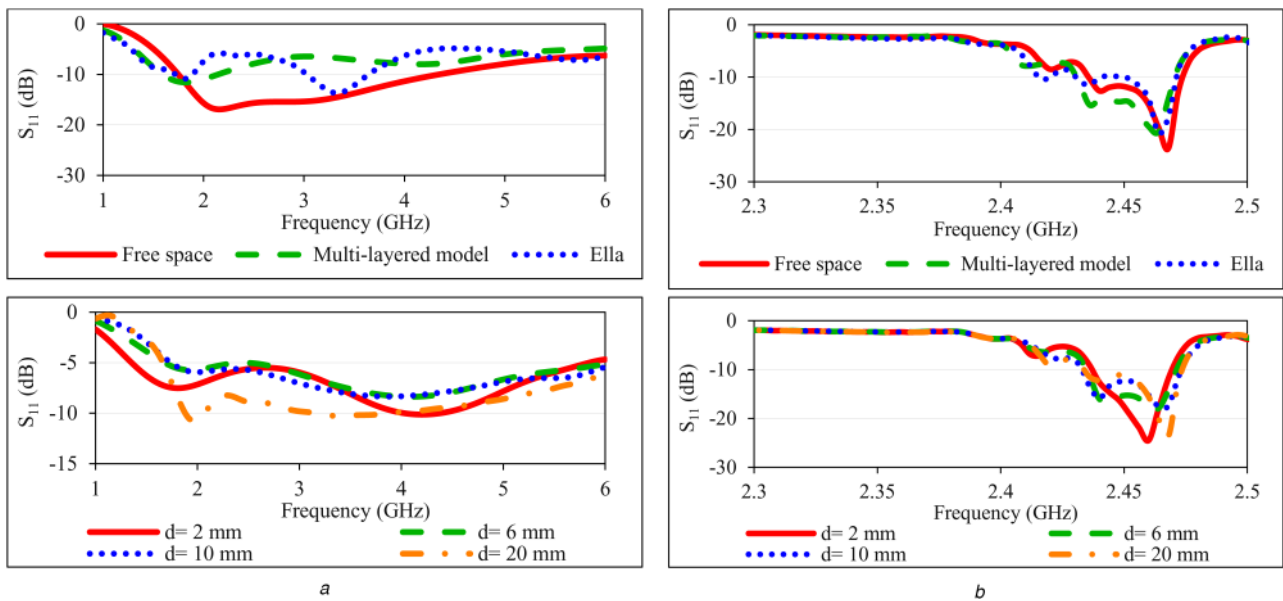 0
-10
-20
-30
S11 (dB)
1 2 3 4 5 6
Frequency (GHz)
Free space Multi-layered model Ella
0
-10
-20
-30
S11 (dB)
2.3 2.35 2.4 2.45 2.5
Frequency (GHz)
Free space Multi-layered model Ella
0
-5
-10
-15
S11 (dB)
1 2 3 4 5 6
Frequency (GHz)
d= 2 mm d= 6 mm
d= 10 mm d= 20 mm
a
0
-10
-20
-30
S11 (dB)
2.3 2.35 2.4 2.45 2.5
Frequency (GHz)
d= 2 mm d= 6 mm
d= 10 mm d= 20 mm
b